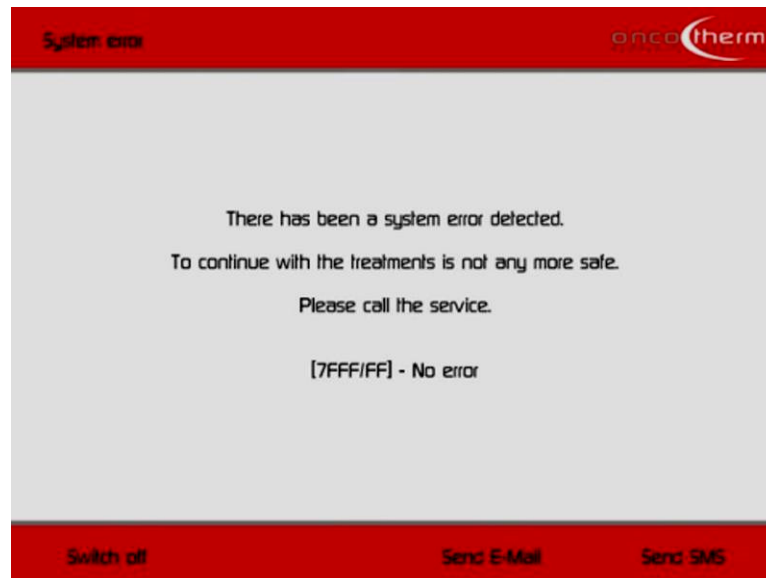 System error
oncotherm
There has been a system error detected.
To continue with the treatments is not any more safe.
Please call the service.
[7FFF/FF] - No error
Switch off
Send E-Mail
Send SMS